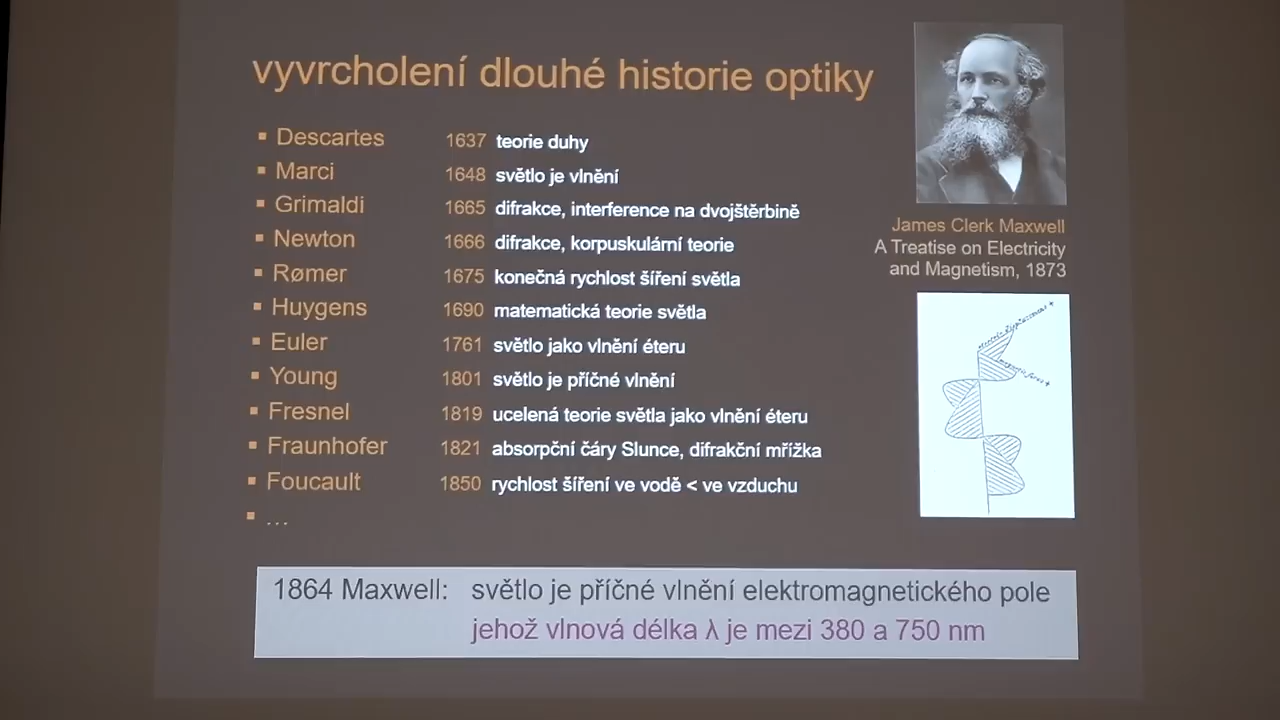 vyvrcholení dlouhé historie optiky
▪ Descartes 1637 teorie duhy
▪ Marci 1648 světlo je vlnění
▪ Grimaldi 1665 difrakce, interference na dvojštěrbině
▪ Newton 1666 difrakce, korpuskulární teorie
▪ Rømer 1675 konečná rychlost šíření světla
▪ Huygens 1690 matematická teorie světla
▪ Euler 1761 světlo jako vlnění éteru
▪ Young 1801 světlo je příčné vlnění
▪ Fresnel 1819 ucelená teorie světla jako vlnění éteru
▪ Fraunhofer 1821 absorpční čáry Slunce, difrakční mřížka
▪ Foucault 1850 rychlost šíření ve vodě < ve vzduchu
▪ ...
James Clerk Maxwell
A Treatise on Electricity
and Magnetism, 1873
1864 Maxwell: světlo je příčné vlnění elektromagnetického pole
jehož vlnová délka λ je mezi 380 a 750 nm